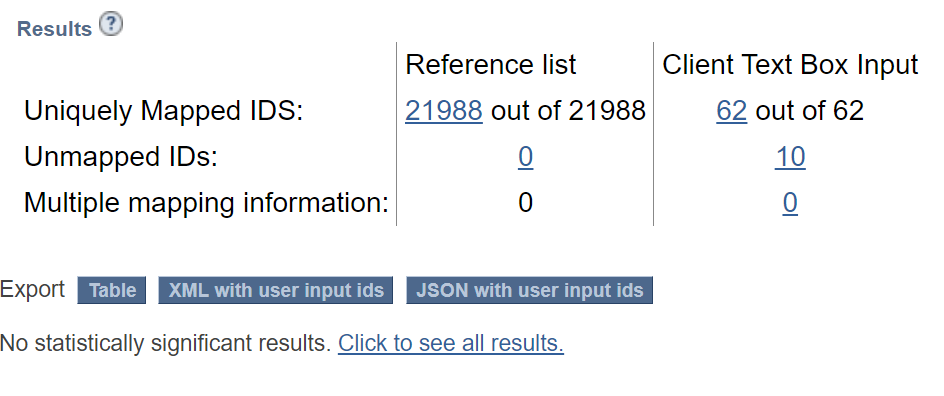 Results ?
Reference list Client Text Box Input
Uniquely Mapped IDS: 21988 out of 21988 62 out of 62
Unmapped IDs: 0 10
Multiple mapping information: 0 0
Export Table XML with user input ids JSON with user input ids
No statistically significant results. Click to see all results.